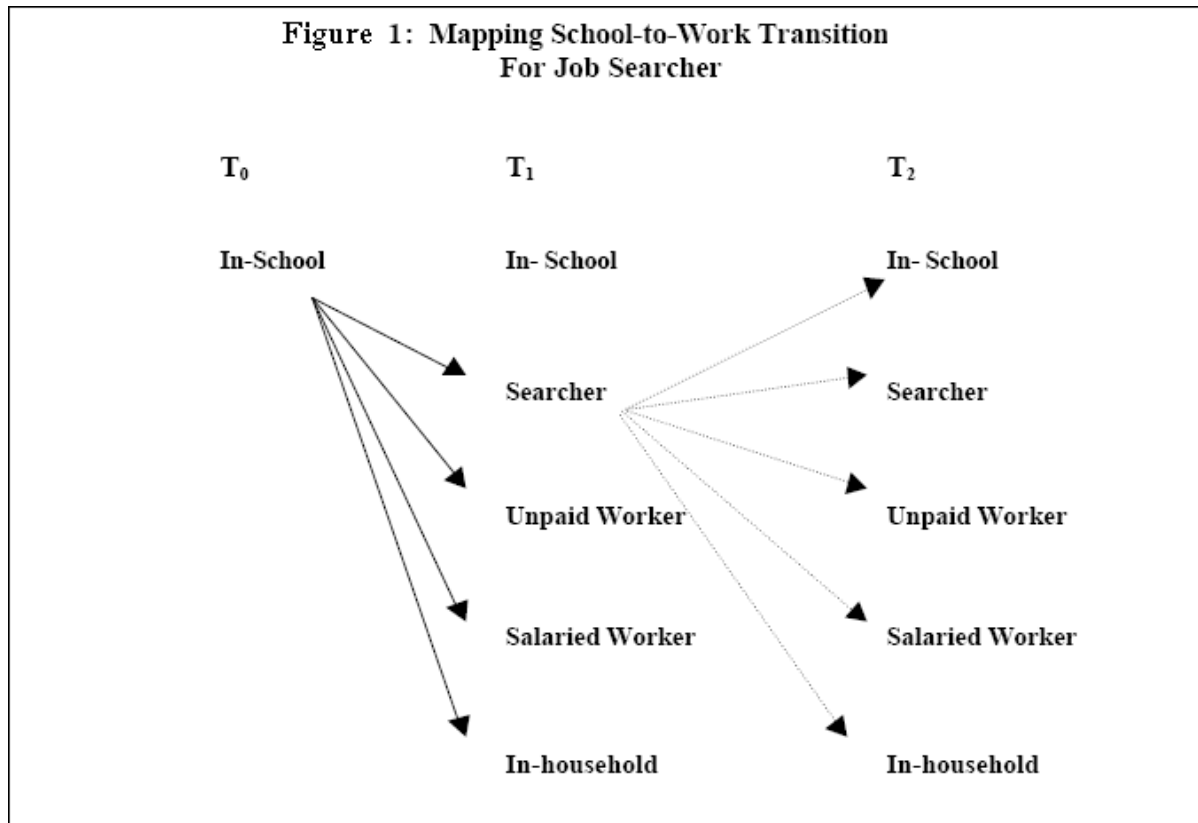 Figure 1: Mapping School-to-Work Transition
For Job Searcher
T₀ T₁ T₂
In-School In- School In- School
Searcher Searcher
Unpaid Worker Unpaid Worker
Salaried Worker Salaried Worker
In-household In-household